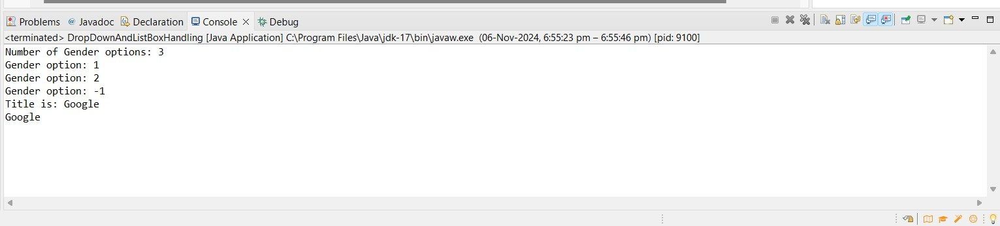 Problems @ Javadoc Declaration Console Debug
<terminated> DropDownAndListBoxHandling [Java Application] C:\Program Files\Java\jdk-17\bin\javaw.exe (06-Nov-2024, 6:55:23 pm – 6:55:46 pm) [pid: 9100]
Number of Gender options: 3
Gender option: 1
Gender option: 2
Gender option: -1
Title is: Google
Google